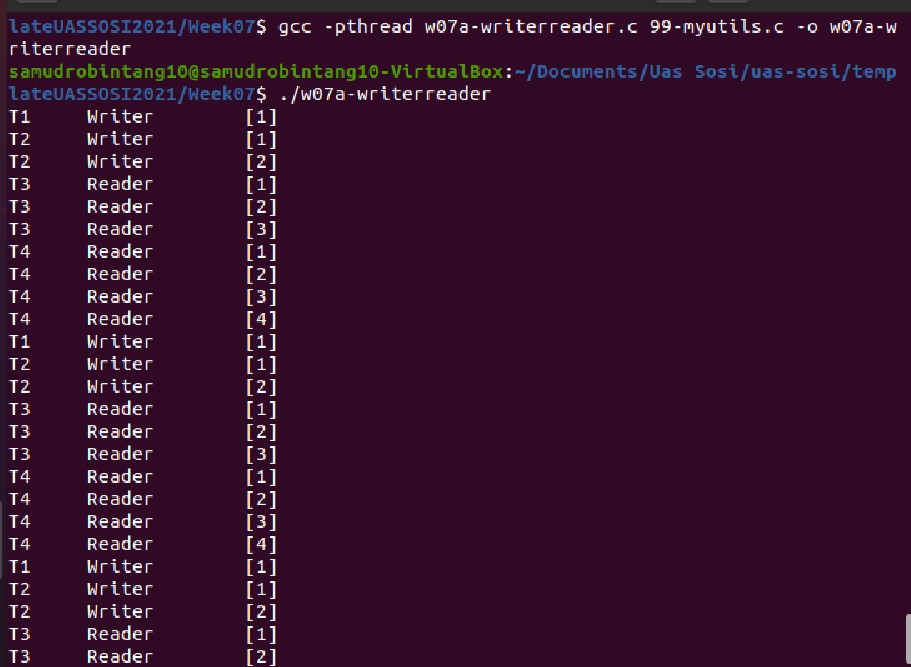 lateUASSOSI2021/Week07$ gcc -pthread w07a-writerreader.c 99-myutils.c -o w07a-w
riterreader
samudrobintang10@samudrobintang10-VirtualBox:~/Documents/Uas Sosi/uas-sosi/temp
lateUASSOSI2021/Week07$ ./w07a-writerreader
T1 Writer [1]
T2 Writer [1]
T2 Writer [2]
T3 Reader [1]
T3 Reader [2]
T3 Reader [3]
T4 Reader [1]
T4 Reader [2]
T4 Reader [3]
T4 Reader [4]
T1 Writer [1]
T2 Writer [1]
T2 Writer [2]
T3 Reader [1]
T3 Reader [2]
T3 Reader [3]
T4 Reader [1]
T4 Reader [2]
T4 Reader [3]
T4 Reader [4]
T1 Writer [1]
T2 Writer [1]
T2 Writer [2]
T3 Reader [1]
T3 Reader [2]